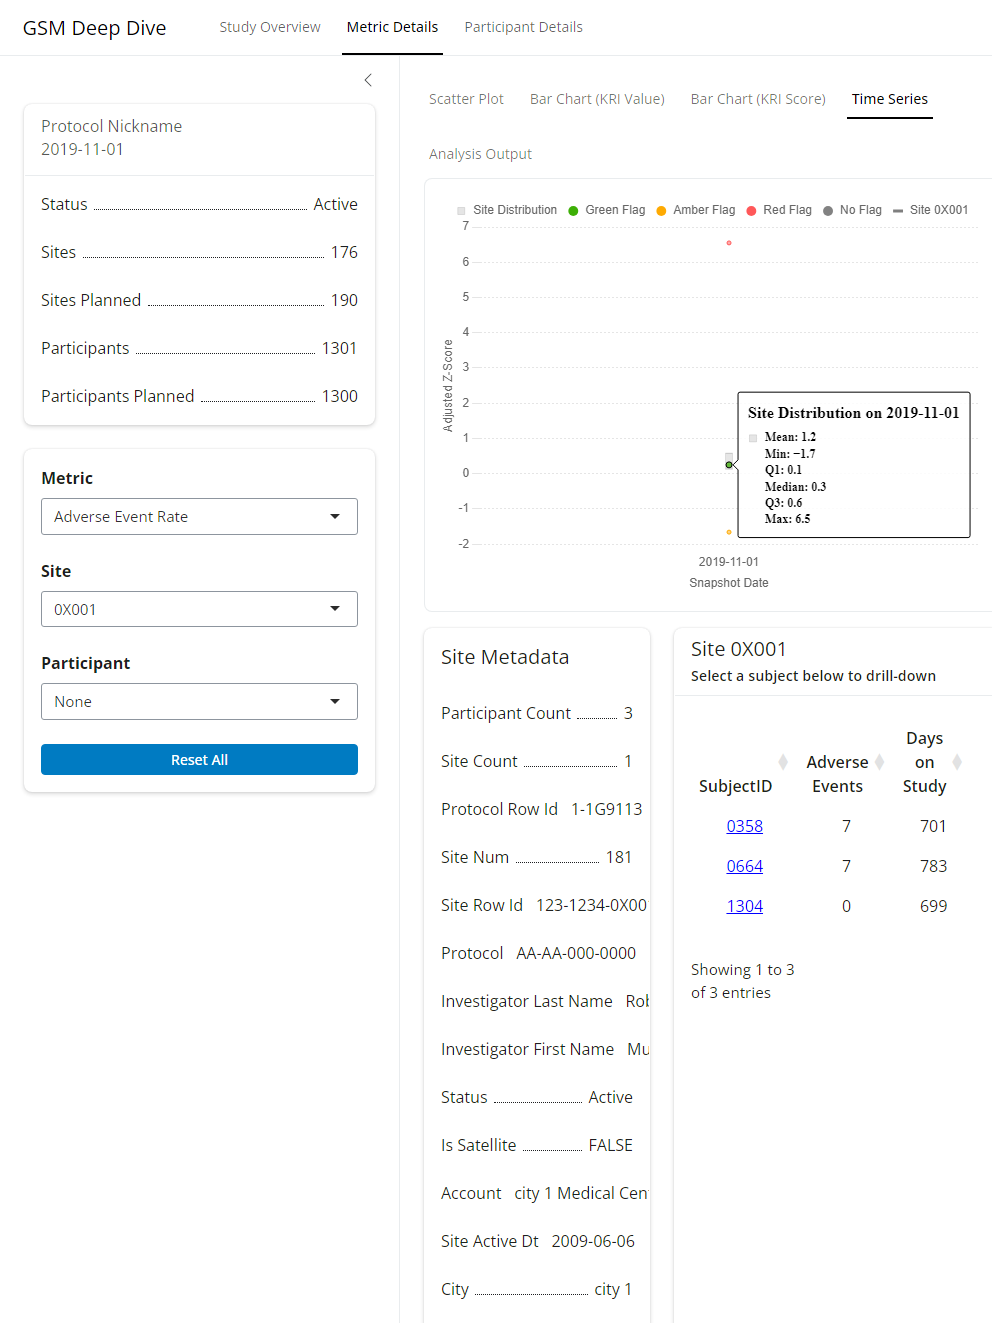 GSM Deep Dive
Study Overview
Metric Details
Participant Details
Protocol Nickname
2019-11-01
Status Active
Sites 176
Sites Planned 190
Participants 1301
Participants Planned 1300
Metric
Adverse Event Rate
Site
0X001
Participant
None
Reset All
Scatter Plot
Bar Chart (KRI Value)
Bar Chart (KRI Score)
Time Series
Analysis Output
Site Distribution Green Flag Amber Flag Red Flag No Flag Site 0X001
7
6
5
4
3
2
1
0
-1
-2
Adjusted Z-Score
Site Distribution on 2019-11-01
Mean: 1.2
Min: −1.7
Q1: 0.1
Median: 0.3
Q3: 0.6
Max: 6.5
2019-11-01
Snapshot Date
Site Metadata
Participant Count 3
Site Count 1
Protocol Row Id 1-1G9113
Site Num 181
Site Row Id 123-1234-0X00
Protocol AA-AA-000-0000
Investigator Last Name Rob
Investigator First Name Mu
Status Active
Is Satellite FALSE
Account city 1 Medical Cen
Site Active Dt 2009-06-06
City city 1
Site 0X001
Select a subject below to drill-down
SubjectID
Adverse
Events
Days
on
Study
0358 7 701
0664 7 783
1304 0 699
Showing 1 to 3
of 3 entries